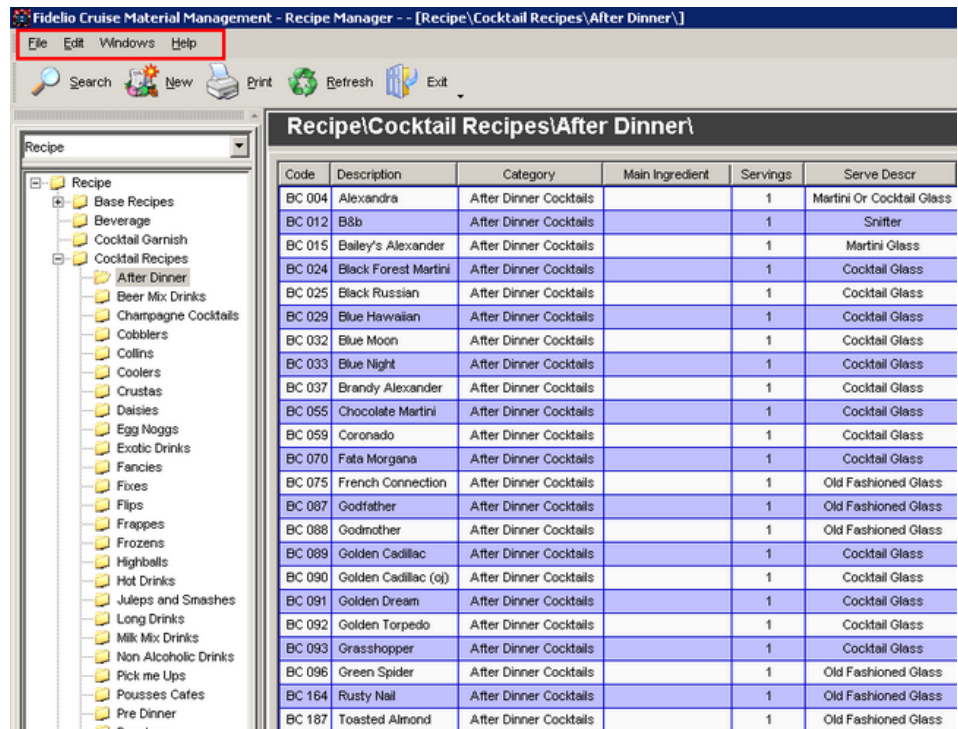 Fidelio Cruise Material Management - Recipe Manager - - [Recipe\Cocktail Recipes\After Dinner\]
File Edit Windows Help
Search New Print Refresh Exit
Recipe
Recipe
Base Recipes
Beverage
Cocktail Garnish
Cocktail Recipes
After Dinner
Beer Mix Drinks
Champagne Cocktails
Cobblers
Collins
Coolers
Crustas
Daisies
Egg Noggs
Exotic Drinks
Fancies
Fixes
Flips
Frappes
Frozens
Highballs
Hot Drinks
Juleps and Smashes
Long Drinks
Milk Mix Drinks
Non Alcoholic Drinks
Pick me Ups
Pousses Cafes
Pre Dinner
Recipe\Cocktail Recipes\After Dinner\
Code Description Category Main Ingredient Servings Serve Descr
BC 004 Alexandra After Dinner Cocktails 1 Martini Or Cocktail Glass
BC 012 B&b After Dinner Cocktails 1 Snifter
BC 015 Bailey's Alexander After Dinner Cocktails 1 Martini Glass
BC 024 Black Forest Martini After Dinner Cocktails 1 Cocktail Glass
BC 025 Black Russian After Dinner Cocktails 1 Cocktail Glass
BC 029 Blue Hawaiian After Dinner Cocktails 1 Cocktail Glass
BC 032 Blue Moon After Dinner Cocktails 1 Cocktail Glass
BC 033 Blue Night After Dinner Cocktails 1 Cocktail Glass
BC 037 Brandy Alexander After Dinner Cocktails 1 Cocktail Glass
BC 055 Chocolate Martini After Dinner Cocktails 1 Cocktail Glass
BC 059 Coronado After Dinner Cocktails 1 Cocktail Glass
BC 070 Fata Morgana After Dinner Cocktails 1 Cocktail Glass
BC 075 French Connection After Dinner Cocktails 1 Old Fashioned Glass
BC 087 Godfather After Dinner Cocktails 1 Old Fashioned Glass
BC 088 Godmother After Dinner Cocktails 1 Old Fashioned Glass
BC 089 Golden Cadillac After Dinner Cocktails 1 Cocktail Glass
BC 090 Golden Cadillac (oj) After Dinner Cocktails 1 Cocktail Glass
BC 091 Golden Dream After Dinner Cocktails 1 Cocktail Glass
BC 092 Golden Torpedo After Dinner Cocktails 1 Cocktail Glass
BC 093 Grasshopper After Dinner Cocktails 1 Cocktail Glass
BC 096 Green Spider After Dinner Cocktails 1 Old Fashioned Glass
BC 164 Rusty Nail After Dinner Cocktails 1 Old Fashioned Glass
BC 187 Toasted Almond After Dinner Cocktails 1 Old Fashioned Glass